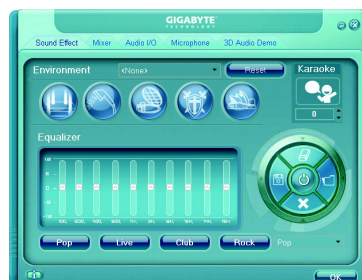 GIGABYTE
TECHNOLOGY
Sound Effect Mixer Audio I/O Microphone 3D Audio Demo
Environment <None> Reset Karaoke
0
Equalizer
Pop Live Club Rock Pop
OK